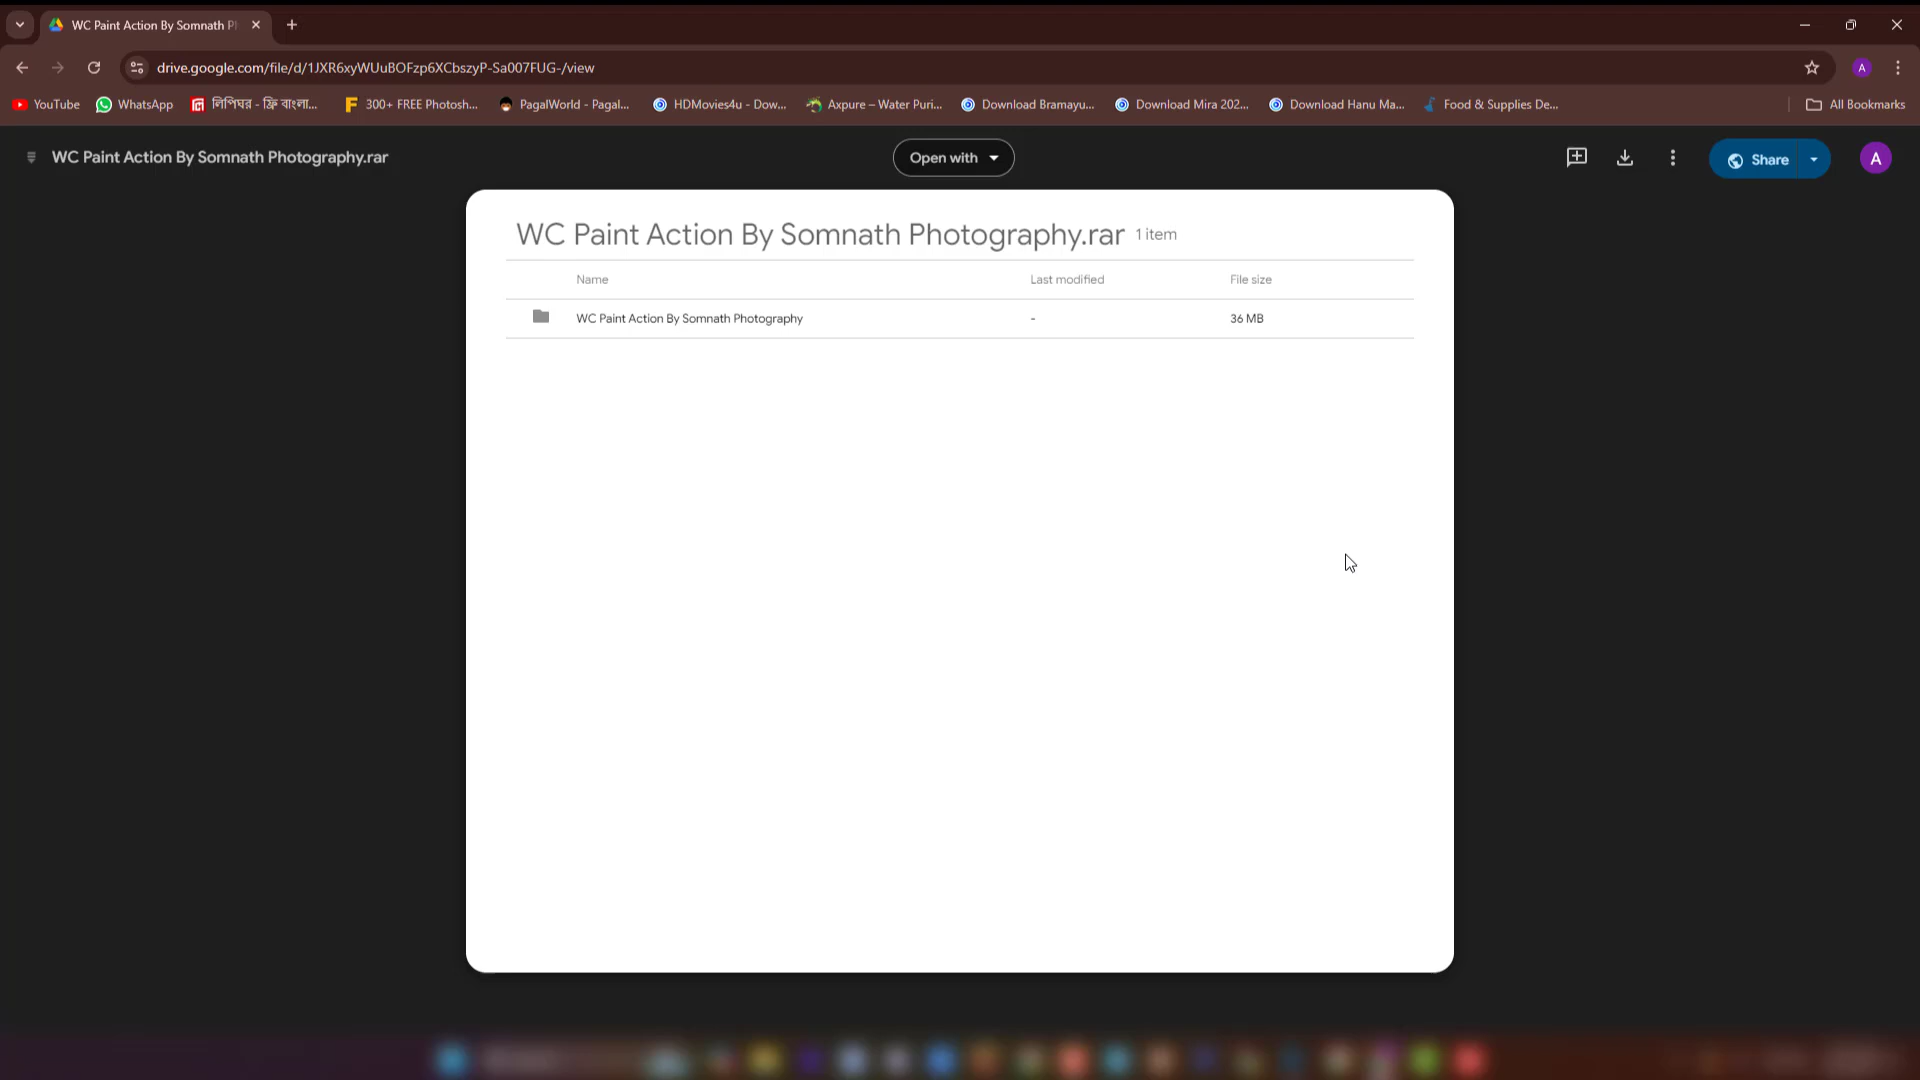 WC Paint Action By Somnath P
drive.google.com/file/d/1JXR6xyWUuBOFzp6XCbszyP-Sa007FUG-/view
A
YouTube
WhatsApp
লিপিঘর - ফ্রি বাংলা...
300+ FREE Photosh...
PagalWorld - Pagal...
HDMovies4u - Dow...
Axpure – Water Puri...
Download Bramayu...
Download Mira 202...
Download Hanu Ma...
Food & Supplies De...
All Bookmarks
WC Paint Action By Somnath Photography.rar
Open with
Share
A
WC Paint Action By Somnath Photography.rar 1 item
Name Last modified File size
WC Paint Action By Somnath Photography - 36 MB